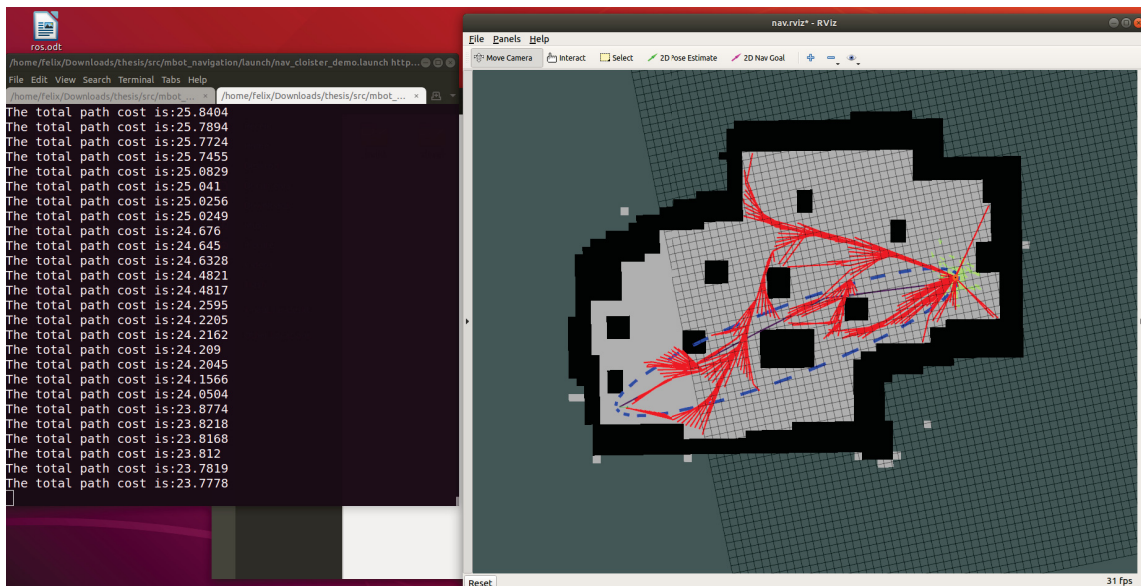 ros.odt
/home/felix/Downloads/thesis/src/mbot_navigation/launch/nav_cloister_demo.launch http...
File Edit View Search Terminal Tabs Help
/home/felix/Downloads/thesis/src/mbot_... × /home/felix/Downloads/thesis/src/mbot_... ×
The total path cost is:25.8404
The total path cost is:25.7894
The total path cost is:25.7724
The total path cost is:25.7455
The total path cost is:25.0829
The total path cost is:25.041
The total path cost is:25.0256
The total path cost is:25.0249
The total path cost is:24.676
The total path cost is:24.645
The total path cost is:24.6328
The total path cost is:24.4821
The total path cost is:24.4817
The total path cost is:24.2595
The total path cost is:24.2205
The total path cost is:24.2162
The total path cost is:24.209
The total path cost is:24.2045
The total path cost is:24.1566
The total path cost is:24.0504
The total path cost is:23.8774
The total path cost is:23.8218
The total path cost is:23.8168
The total path cost is:23.812
The total path cost is:23.7819
The total path cost is:23.7778
nav.rviz* - RViz
File Panels Help
Move Camera Interact Select 2D Pose Estimate 2D Nav Goal
Reset 31 fps